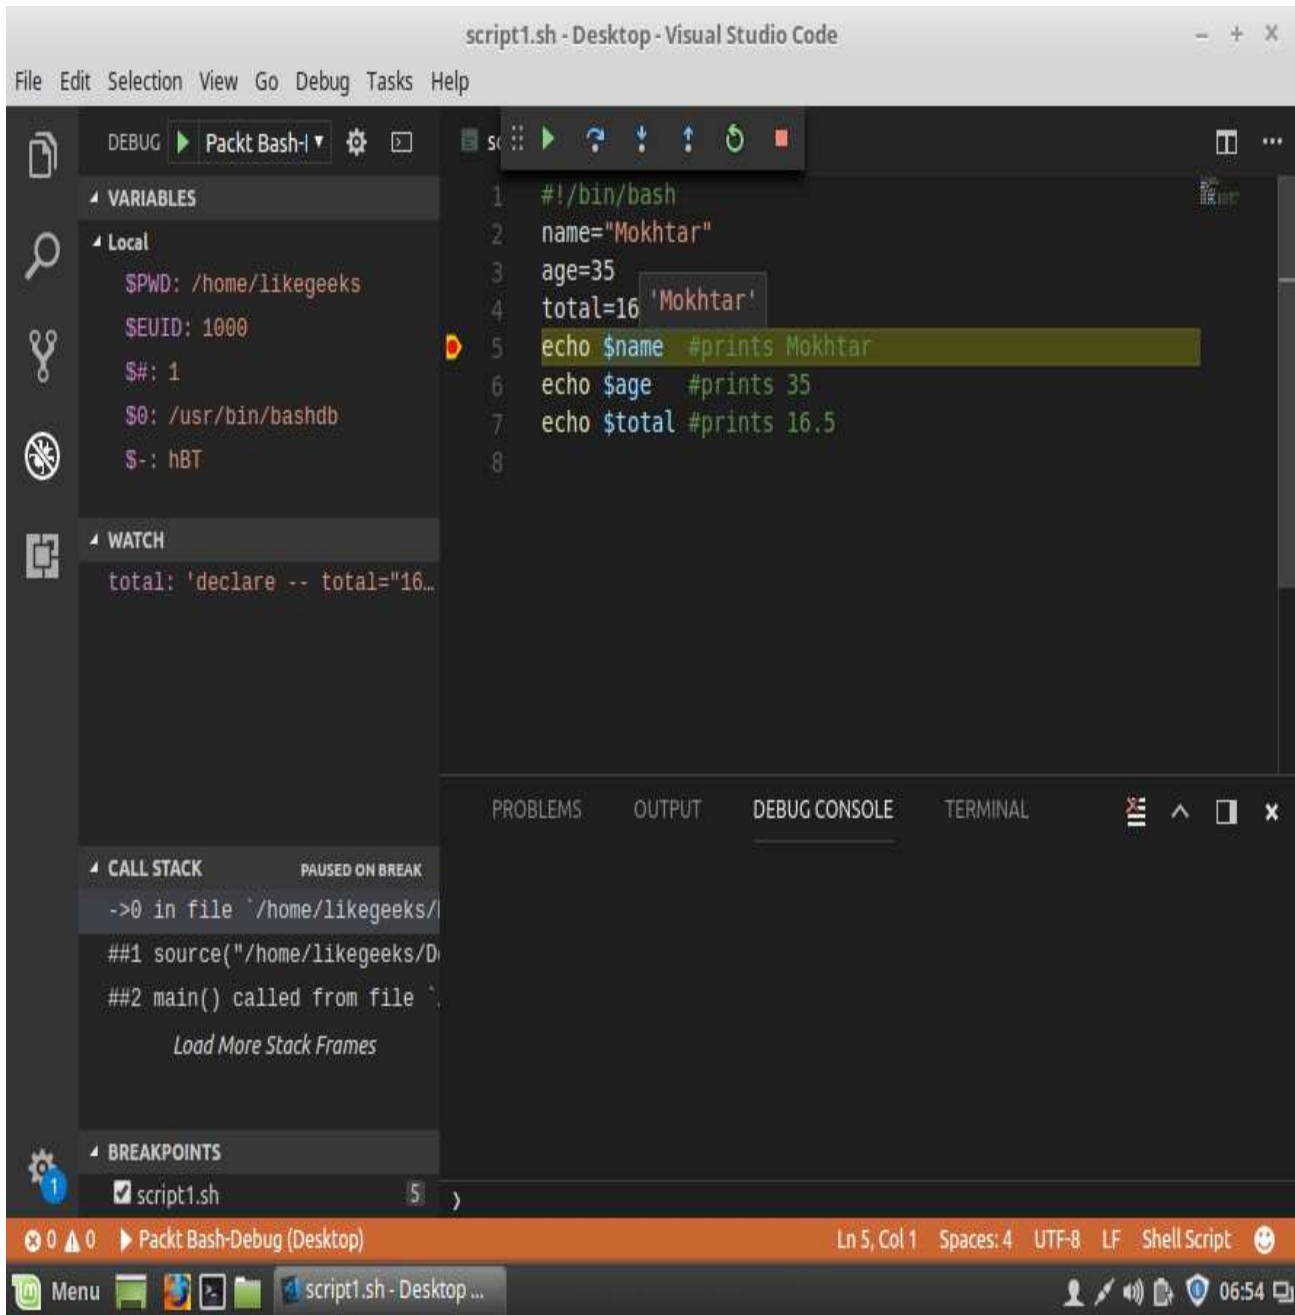 script1.sh - Desktop - Visual Studio Code
File Edit Selection View Go Debug Tasks Help
DEBUG Packt Bash-
VARIABLES
Local
$PWD: /home/likegeeks
$EUID: 1000
$#: 1
$0: /usr/bin/bashdb
$-: hBT
WATCH
total: 'declare -- total="16…
CALL STACK PAUSED ON BREAK
->0 in file `/home/likegeeks/
##1 source("/home/likegeeks/D
##2 main() called from file `
Load More Stack Frames
BREAKPOINTS
script1.sh 5
1 #!/bin/bash
2 name="Mokhtar"
3 age=35
4 total=16
'Mokhtar'
5 echo $name #prints Mokhtar
6 echo $age #prints 35
7 echo $total #prints 16.5
8
PROBLEMS OUTPUT DEBUG CONSOLE TERMINAL
1
0 0 Packt Bash-Debug (Desktop) Ln 5, Col 1 Spaces: 4 UTF-8 LF Shell Script
Menu script1.sh - Desktop ... 06:54